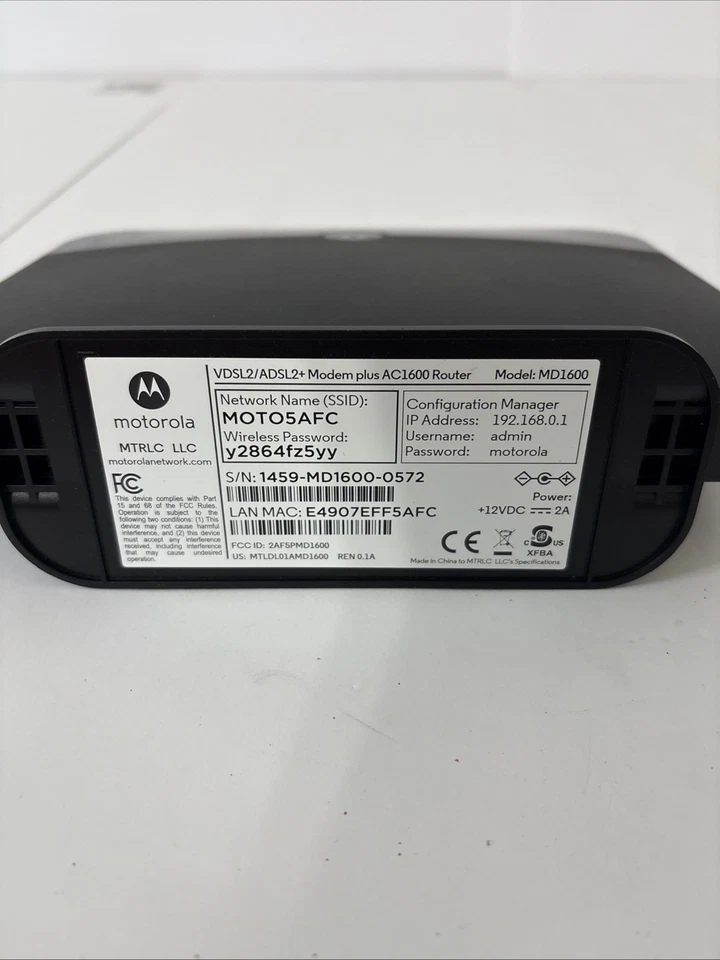 motorola
MTRLC LLC
motorolanetwork.com
FC
This device complies with Part
15 and 68 of the FCC Rules.
Operation is subject to the
following two conditions: (1) This
device may not cause harmful
interference, and (2) this device
must accept any interference
received, including interference
that may cause undesired
operation.
VDSL2/ADSL2+ Modem plus AC1600 Router Model: MD1600
Network Name (SSID):
MOTO5AFC
Wireless Password:
y2864fz5yy
Configuration Manager
IP Address: 192.168.0.1
Username: admin
Password: motorola
S/N: 1459-MD1600-0572
LAN MAC: E4907EFF5AFC
FCC ID: 2AF5PMD1600
US: MTLDL01AMD1600 REN 0.1A
Power:
+12VDC 2A
CE
C US
XFBA
Made in China to MTRLC LLC's Specifications